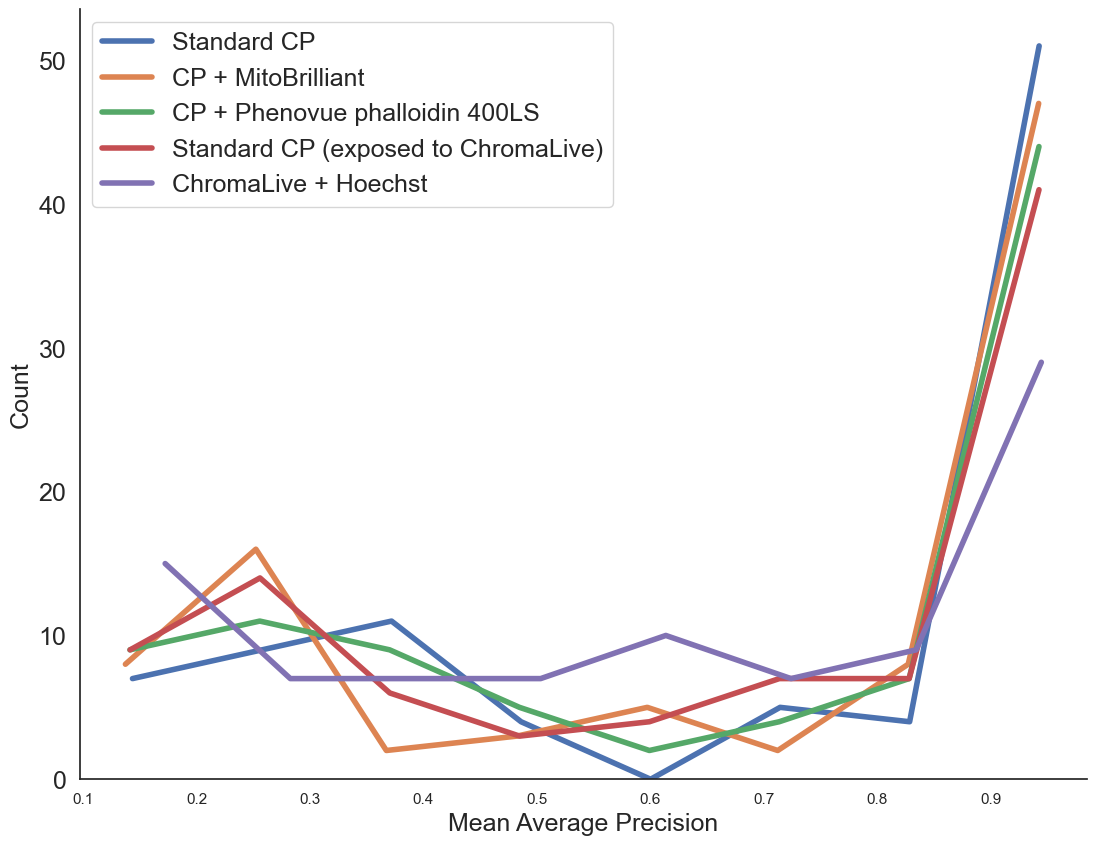 Standard CP
CP + MitoBrilliant
CP + Phenovue phalloidin 400LS
Standard CP (exposed to ChromaLive)
ChromaLive + Hoechst
Count
50
40
30
20
10
0
0.1 0.2 0.3 0.4 0.5 0.6 0.7 0.8 0.9
Mean Average Precision